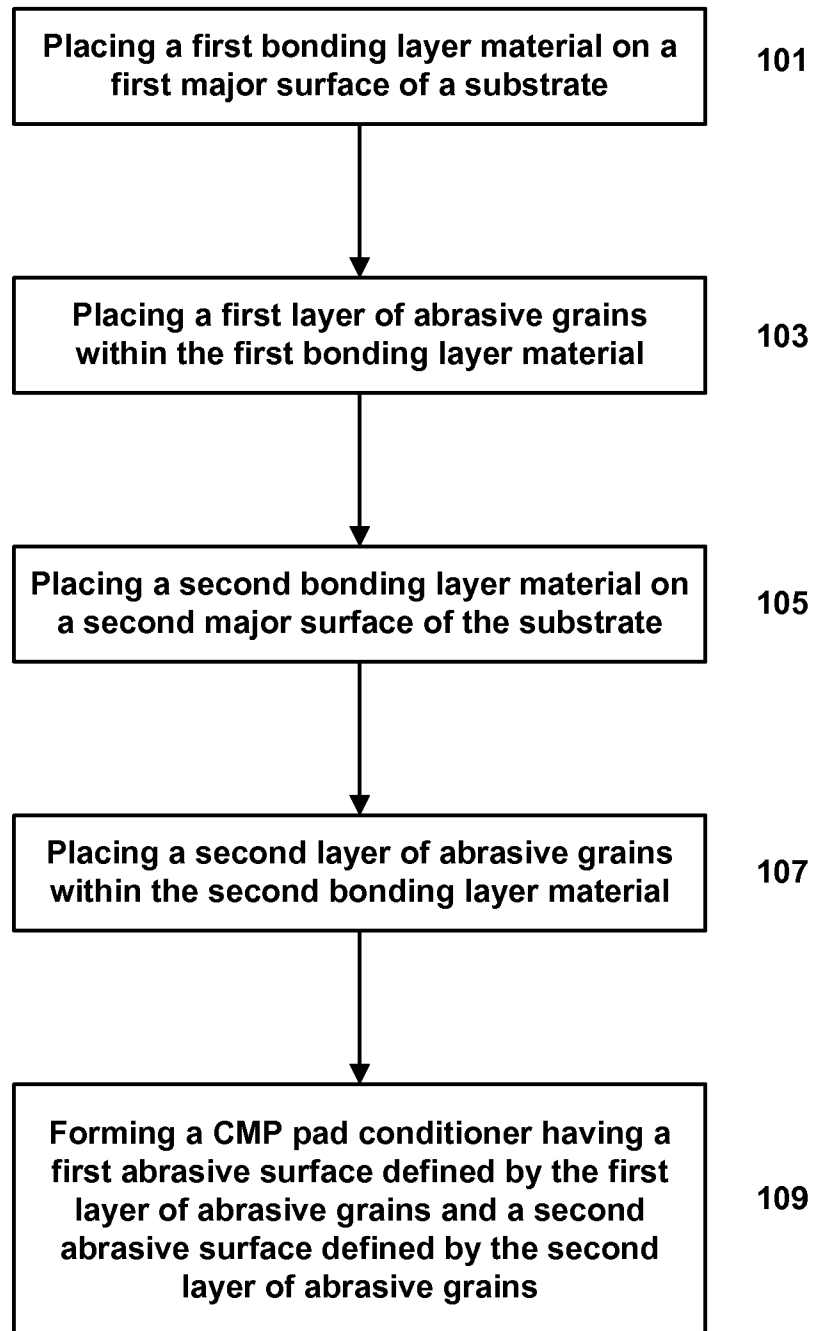 Placing a first bonding layer material on a
first major surface of a substrate
101
Placing a first layer of abrasive grains
within the first bonding layer material
103
Placing a second bonding layer material on
a second major surface of the substrate
105
Placing a second layer of abrasive grains
within the second bonding layer material
107
Forming a CMP pad conditioner having a
first abrasive surface defined by the first
layer of abrasive grains and a second
abrasive surface defined by the second
layer of abrasive grains
109